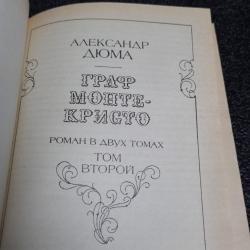 АЛЕКСАНДР
ДЮМА
ГРАФ
МОНТЕ-
КРИСТО
РОМАН В ДВУХ ТОМАХ
ТОМ
ВТОРОЙ